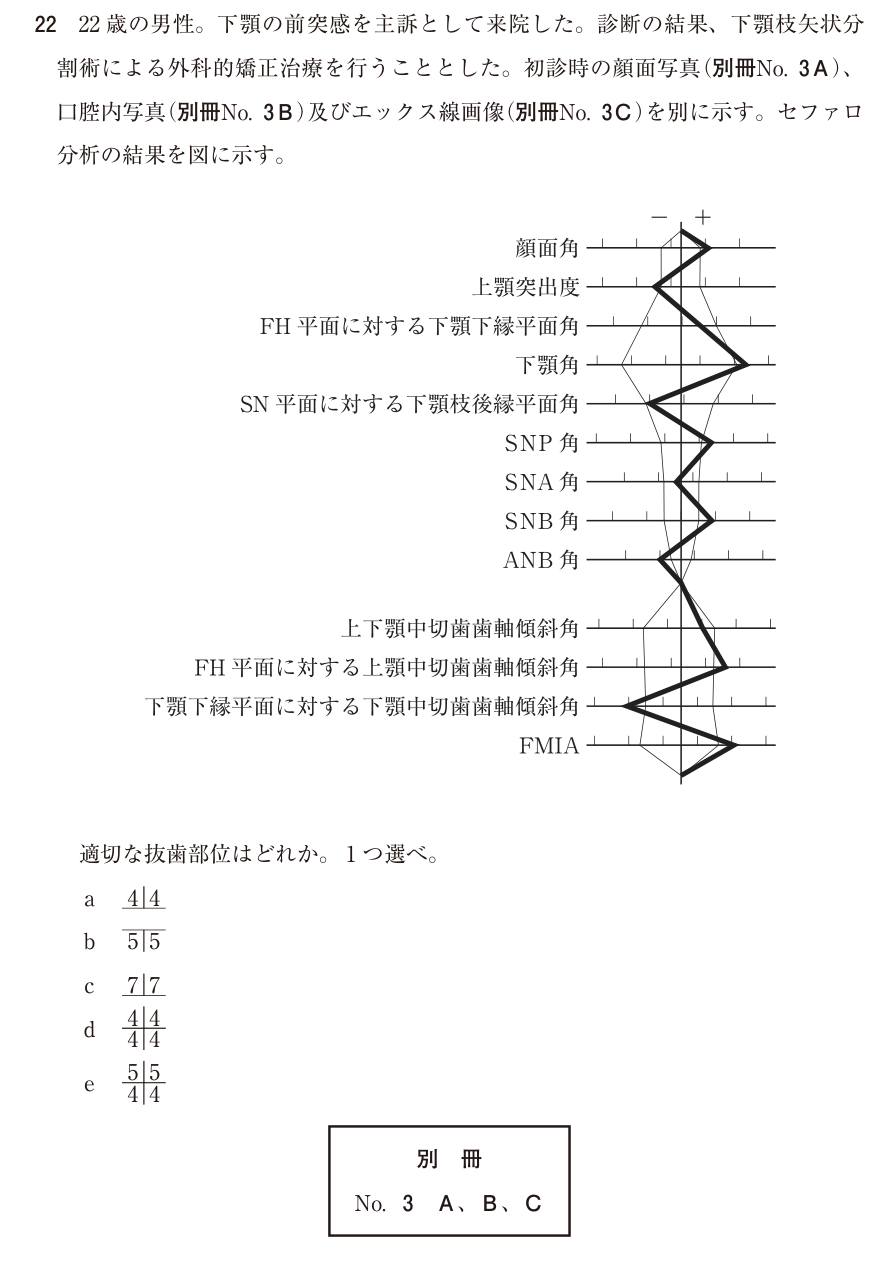 22 22歳の男性。下顎の前突感を主訴として来院した。診断の結果、下顎枝矢状分
割術による外科的矯正治療を行うこととした。初診時の顔面写真(別冊No. 3A)、
口腔内写真(別冊No. 3B)及びエックス線画像(別冊No. 3C)を別に示す。セファロ
分析の結果を図に示す。
− +
顔面角
上顎突出度
FH 平面に対する下顎下縁平面角
下顎角
SN 平面に対する下顎枝後縁平面角
SNP 角
SNA 角
SNB 角
ANB 角
上下顎中切歯歯軸傾斜角
FH 平面に対する上顎中切歯歯軸傾斜角
下顎下縁平面に対する下顎中切歯歯軸傾斜角
FMIA
適切な抜歯部位はどれか。1つ選べ。
a 4|4
b 5|5
c 7|7
d 4|4
4|4
e 5|5
4|4
別 冊
No. 3 A、B、C